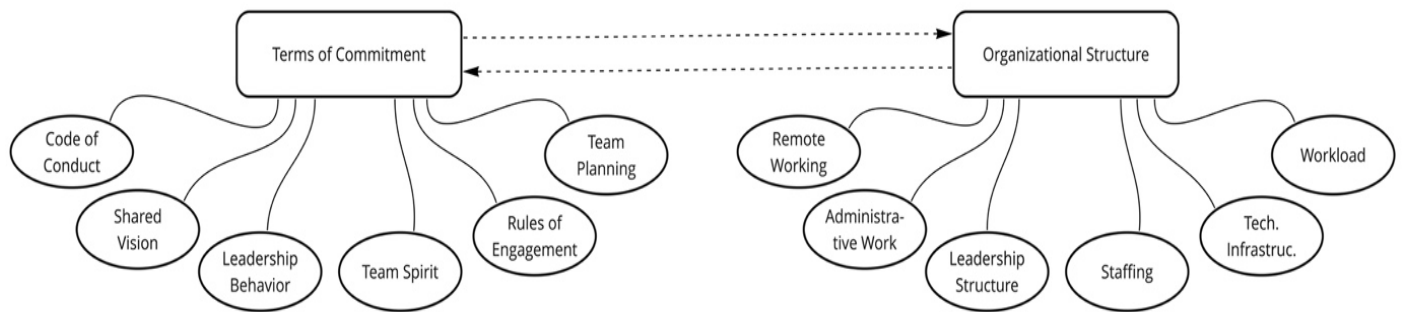 Terms of Commitment
Organizational Structure
Code of
Conduct
Shared
Vision
Leadership
Behavior
Team Spirit
Rules of
Engagement
Team
Planning
Remote
Working
Administra-
tive Work
Leadership
Structure
Staffing
Tech.
Infrastruc.
Workload